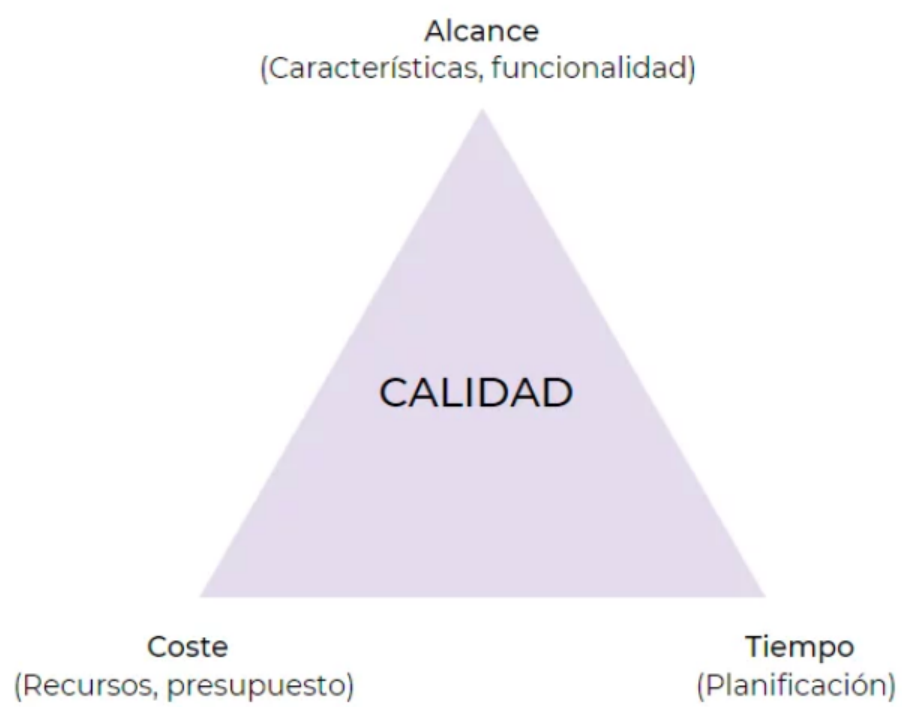 Alcance
(Características, funcionalidad)
CALIDAD
Coste
(Recursos, presupuesto)
Tiempo
(Planificación)